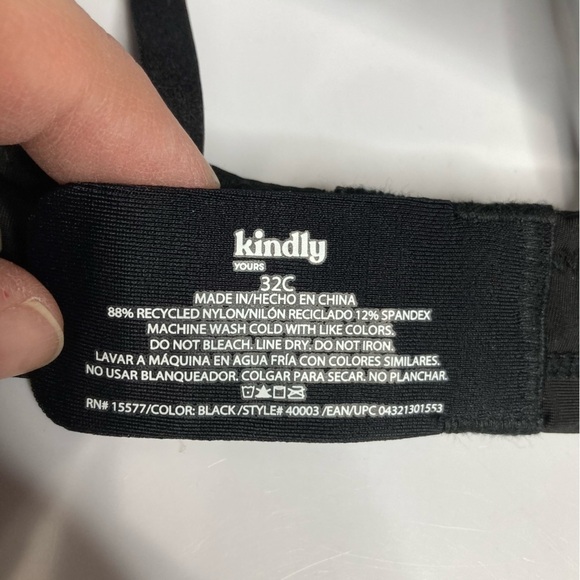 kindly
YOURS
32C
MADE IN/HECHO EN CHINA
88% RECYCLED NYLON/NILÓN RECICLADO 12% SPANDEX
MACHINE WASH COLD WITH LIKE COLORS.
DO NOT BLEACH. LINE DRY. DO NOT IRON.
LAVAR A MÁQUINA EN AGUA FRÍA CON COLORES SIMILARES.
NO USAR BLANQUEADOR. COLGAR PARA SECAR. NO PLANCHAR.
RN# 15577/COLOR: BLACK/STYLE# 40003 /EAN/UPC 04321301553